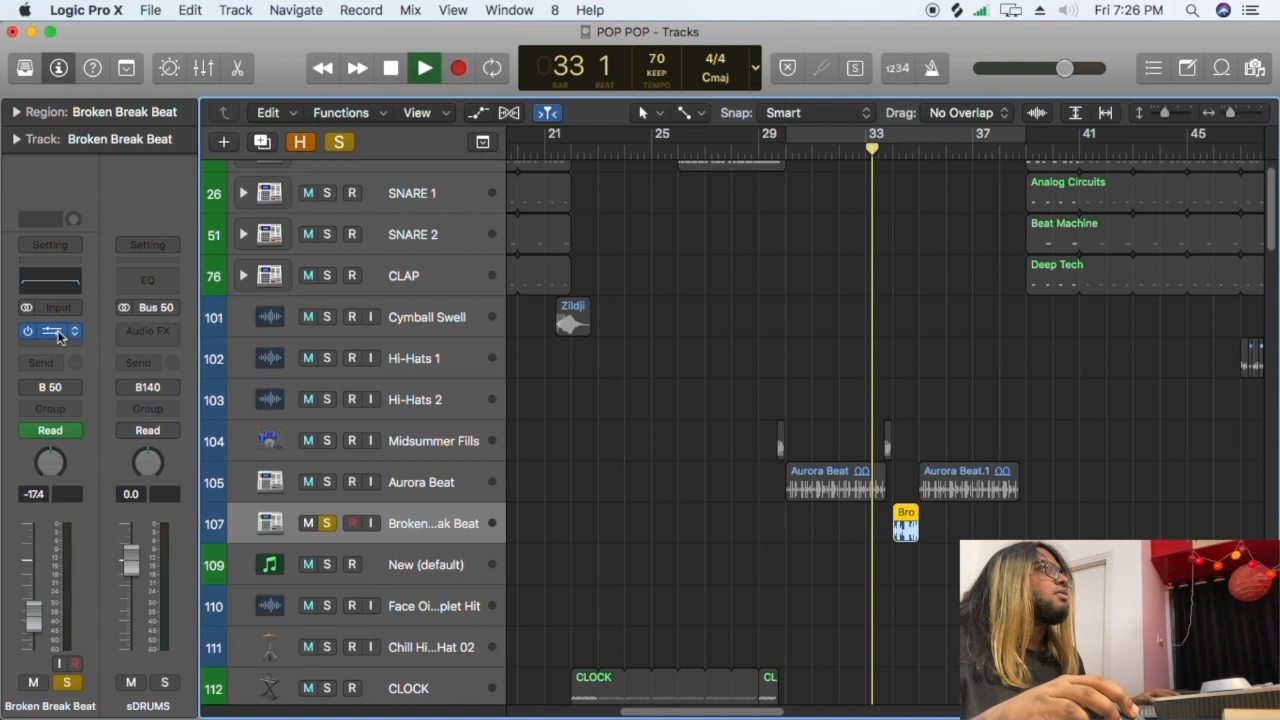 Logic Pro X File Edit Track Navigate Record Mix View Window 8 Help Fri 7:26 PM
POP POP - Tracks
33 1 70 4/4
KEEP Cmaj
BAR BEAT TEMPO
S 1234
Region: Broken Break Beat
Track: Broken Break Beat
Edit Functions View Snap: Smart Drag: No Overlap
H S
21 25 29 33 37 41 45
26 M S R SNARE 1 Analog Circuits
51 M S R SNARE 2 Beat Machine
76 M S R CLAP Deep Tech
101 M S R I Cymball Swell Zildji
102 M S R I Hi-Hats 1
103 M S R I Hi-Hats 2
104 M S R I Midsummer Fills
105 M S R I Aurora Beat Aurora Beat Aurora Beat.1
107 M S R I Broken...ak Beat Bro
109 M S R New (default)
110 M S R I Face Oi...plet Hit
111 M S R I Chill Hi...Hat 02
112 M S R CLOCK CLOCK CL
Setting Setting
EQ
Input Bus 50
Audio FX
Send Send
B 50 B140
Group Group
Read Read
-17.4 0.0
I R
M S M S
Broken Break Beat sDRUMS